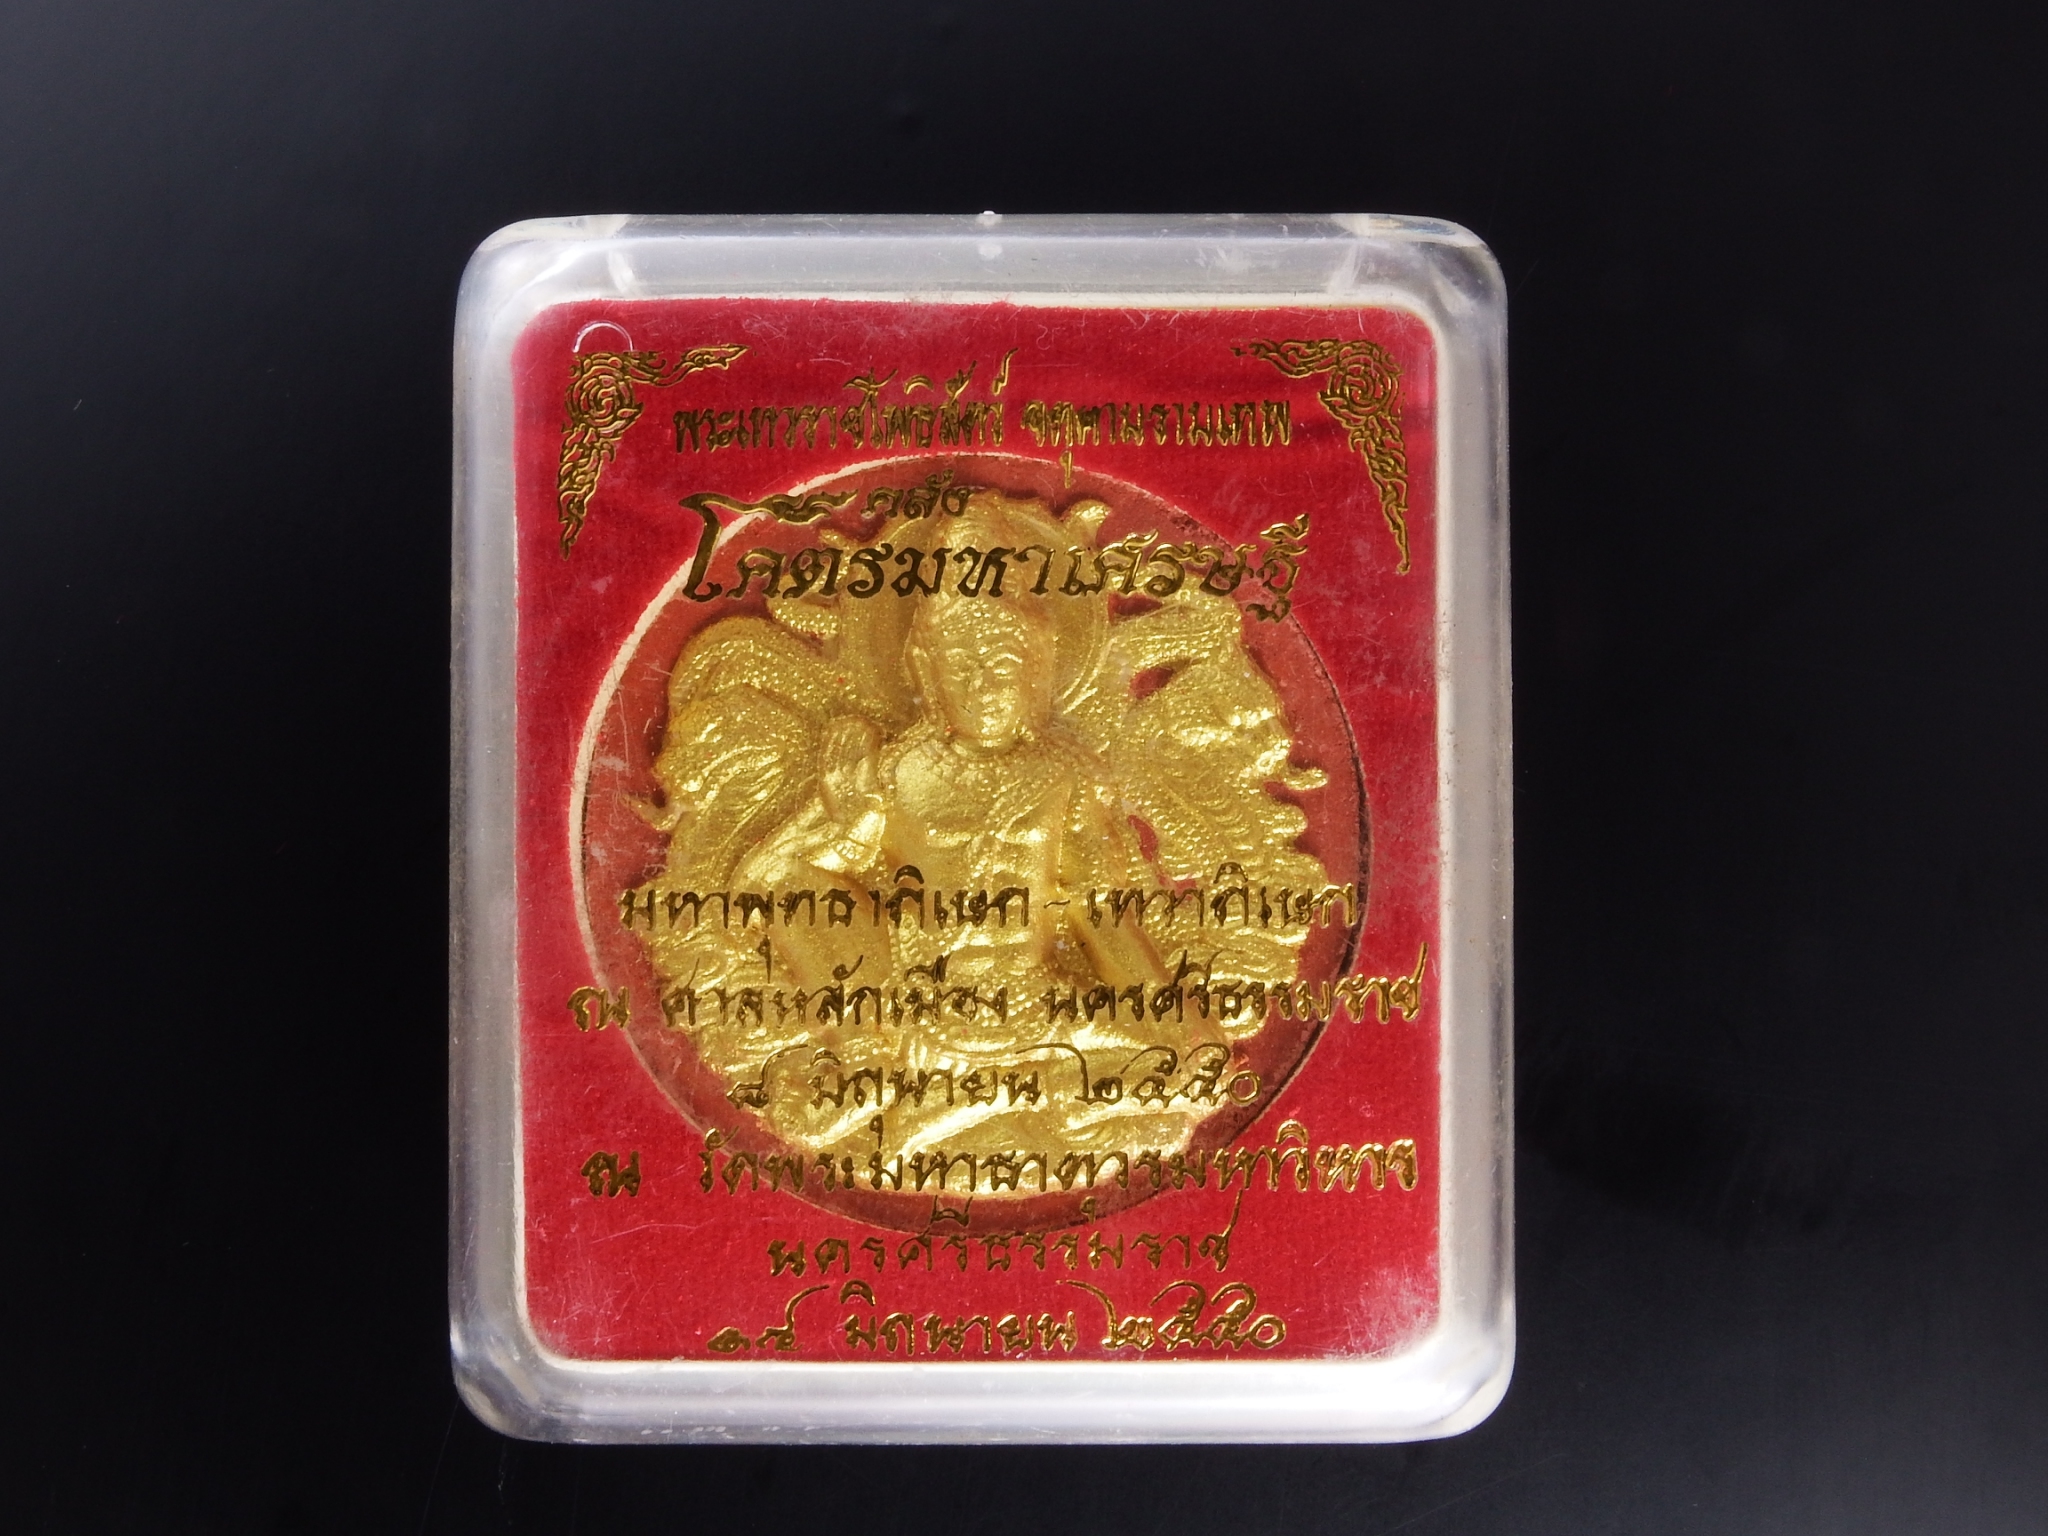 พระเทวราชโพธิสัตว์ จตุคามรามเทพ
คลัง
โคตรมหาเศรษฐี
มหาพุทธาภิเษก - เทวาภิเษก
ณ ศาลหลักเมือง นครศรีธรรมราช
๘ มิถุนายน ๒๕๕๐
ณ วัดพระมหาธาตุวรมหาวิหาร
นครศรีธรรมราช
มิถุนายน ๒๕๕๐